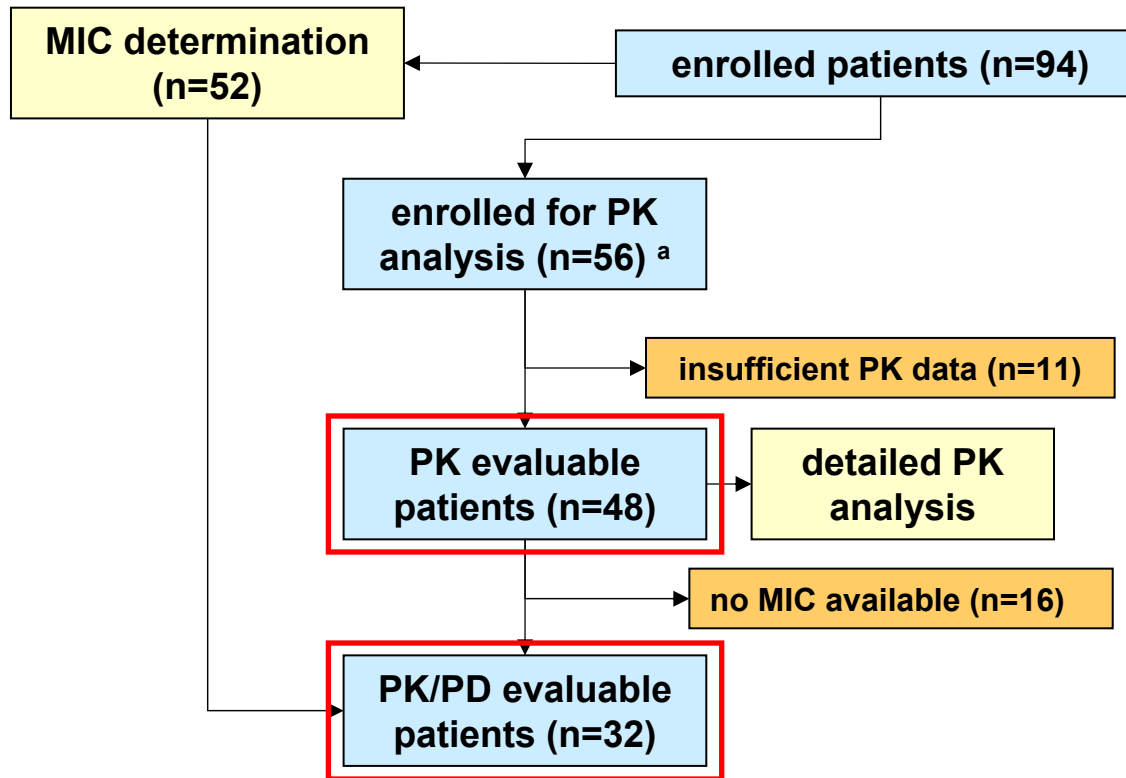 MIC determination
(n=52)
enrolled patients (n=94)
enrolled for PK
analysis (n=56) a
insufficient PK data (n=11)
PK evaluable
patients (n=48)
detailed PK
analysis
no MIC available (n=16)
PK/PD evaluable
patients (n=32)